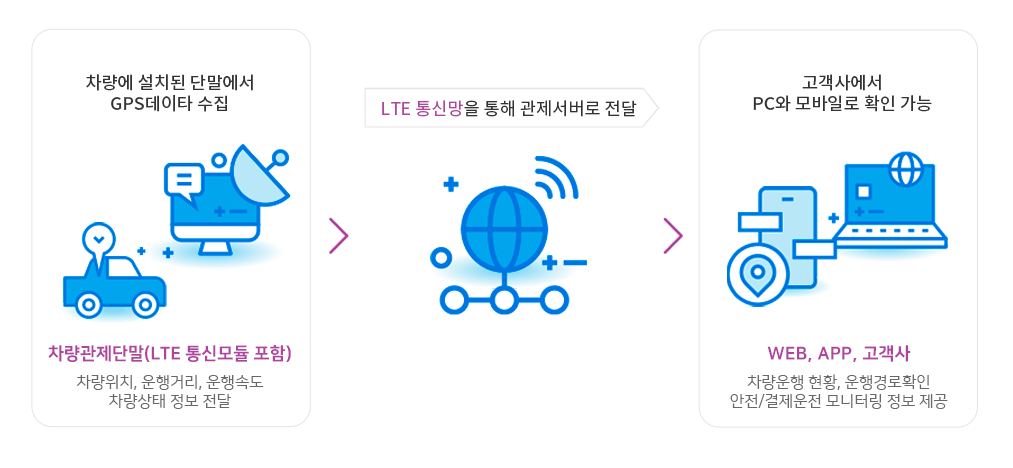 차량에 설치된 단말에서
GPS데이타 수집
차량관제단말(LTE 통신모듈 포함)
차량위치, 운행거리, 운행속도
차량상태 정보 전달
LTE 통신망을 통해 관제서버로 전달
고객사에서
PC와 모바일로 확인 가능
WEB, APP, 고객사
차량운행 현황, 운행경로확인
안전/결제운전 모니터링 정보 제공